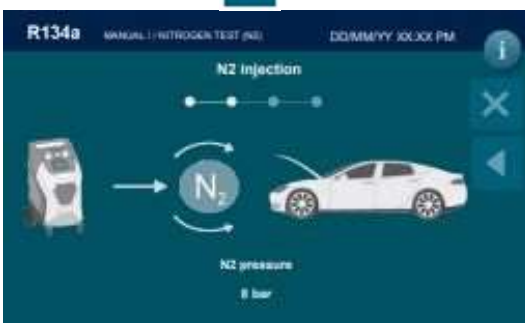 R134a MANUAL / NITROGEN TEST (N2) DD/MM/YY XX.XX PM
i
N2 injection
N2
N2 pressure
8 bar